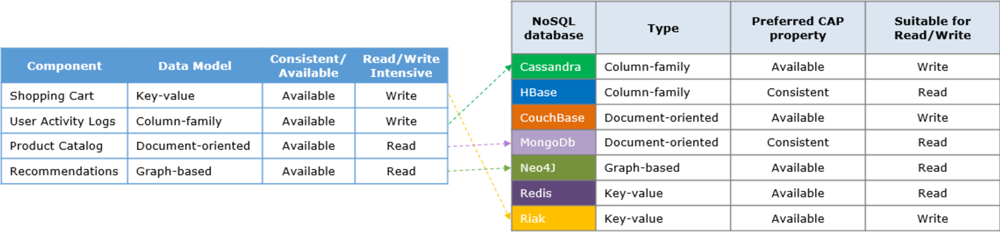 Component Data Model Consistent/ Available Read/Write Intensive
Shopping Cart Key-value Available Write
User Activity Logs Column-family Available Write
Product Catalog Document-oriented Available Read
Recommendations Graph-based Available Read
NoSQL database Type Preferred CAP property Suitable for Read/Write
Cassandra Column-family Available Write
HBase Column-family Consistent Read
CouchBase Document-oriented Available Write
MongoDb Document-oriented Consistent Read
Neo4J Graph-based Available Read
Redis Key-value Available Read
Riak Key-value Available Write